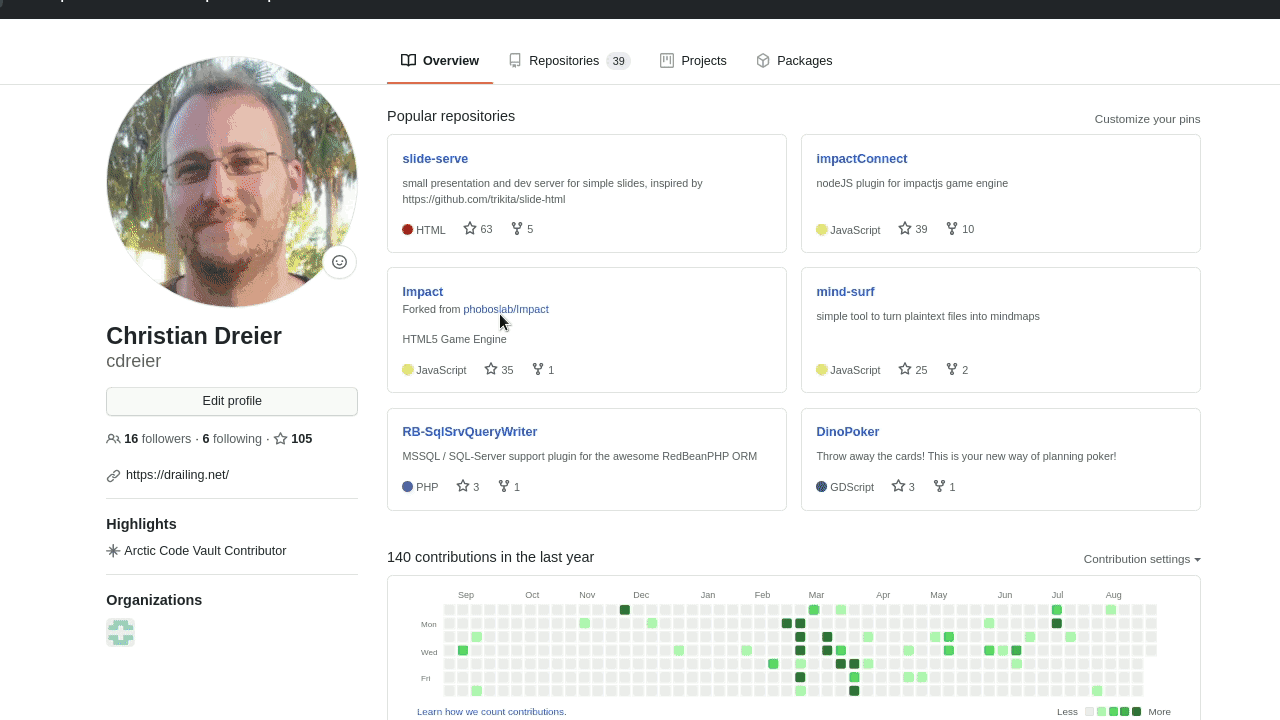 Overview
Repositories 39
Projects
Packages
Popular repositories
Customize your pins
slide-serve
small presentation and dev server for simple slides, inspired by
https://github.com/trikita/slide-html
HTML 63 5
impactConnect
nodeJS plugin for impactjs game engine
JavaScript 39 10
Impact
Forked from phoboslab/Impact
HTML5 Game Engine
JavaScript 35 1
mind-surf
simple tool to turn plaintext files into mindmaps
JavaScript 25 2
RB-SqlSrvQueryWriter
MSSQL / SQL-Server support plugin for the awesome RedBeanPHP ORM
PHP 3 1
DinoPoker
Throw away the cards! This is your new way of planning poker!
GDScript 3 1
Christian Dreier
cdreier
Edit profile
16 followers · 6 following · 105
https://drailing.net/
Highlights
Arctic Code Vault Contributor
Organizations
140 contributions in the last year
Contribution settings
Sep Oct Nov Dec Jan Feb Mar Apr May Jun Jul Aug
Mon
Wed
Fri
Learn how we count contributions.
Less More